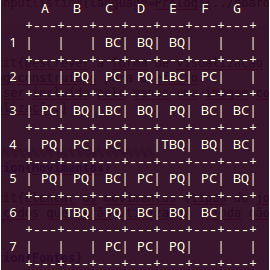 A   B   C   D   E   F   G
+---+---+---+---+---+---+---+
1 |   |   | BC| BQ| BQ|   |   |
+---+---+---+---+---+---+---+
2 |   | PQ| PC| PQ|LBC| PC|   |
+---+---+---+---+---+---+---+
3 | PC| BQ|LBC| BQ| PQ| BC| BC|
+---+---+---+---+---+---+---+
4 | PQ| PC| PC|   |TBQ| BQ| BC|
+---+---+---+---+---+---+---+
5 | PQ| PQ| BC| BC| PQ| PC| BQ|
+---+---+---+---+---+---+---+
6 |   |TBQ| PQ| BC| BQ| BC|   |
+---+---+---+---+---+---+---+
7 |   |   | PC| PC| PQ|   |   |
+---+---+---+---+---+---+---+